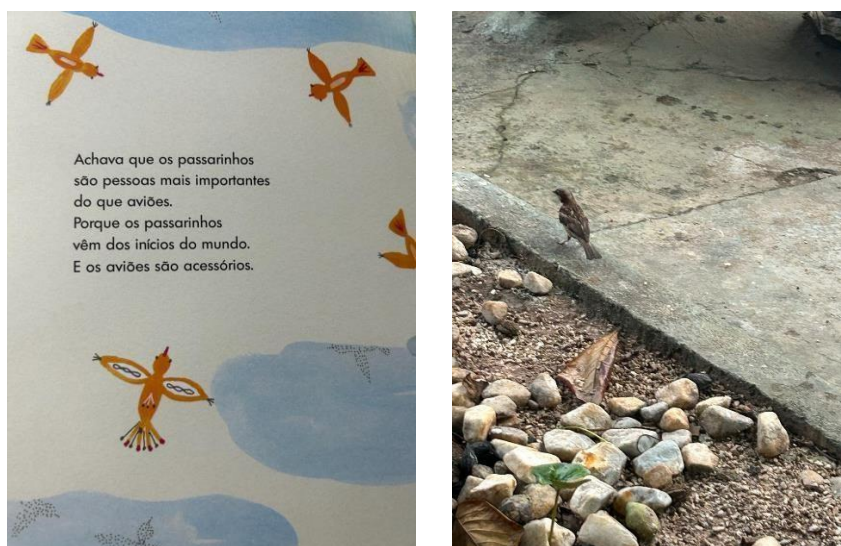 Achava que os passarinhos
são pessoas mais importantes
do que aviões.
Porque os passarinhos
vêm dos inícios do mundo.
E os aviões são acessórios.